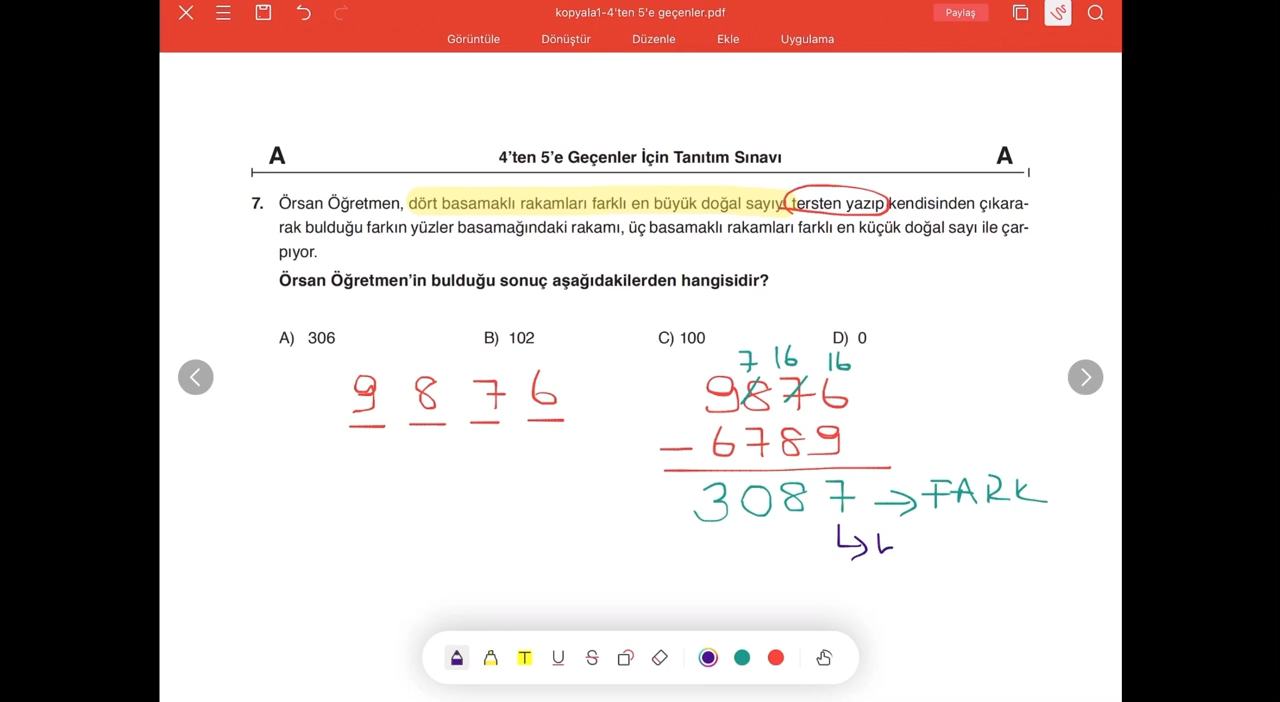 kopyala1-4'ten 5'e geçenler.pdf
Paylaş
Görüntüle Dönüştür Düzenle Ekle Uygulama
A 4'ten 5'e Geçenler İçin Tanıtım Sınavı A
7. Örsan Öğretmen, dört basamaklı rakamları farklı en büyük doğal sayıyı tersten yazıp kendisinden çıkara-
rak bulduğu farkın yüzler basamağındaki rakamı, üç basamaklı rakamları farklı en küçük doğal sayı ile çar-
pıyor.
Örsan Öğretmen'in bulduğu sonuç aşağıdakilerden hangisidir?
A) 306 B) 102 C) 100 D) 0
7 16 16
9 8 7 6 9876
- 6789
3087 → FARK
T U S